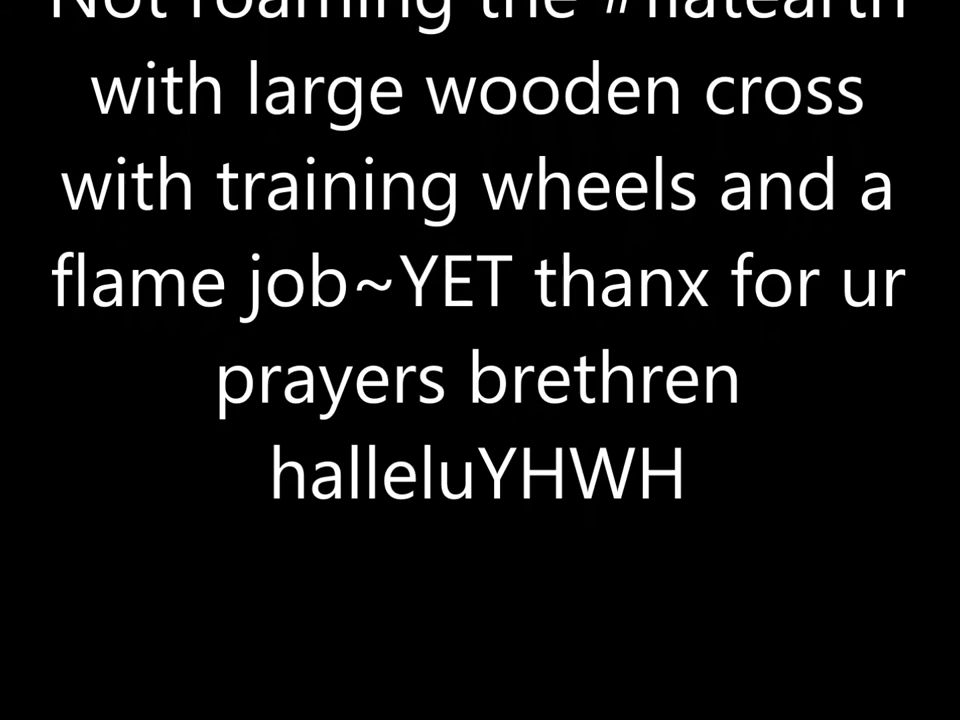 Not roaming the #flatearth
with large wooden cross
with training wheels and a
flame job~YET thanx for ur
prayers brethren
halleluYHWH